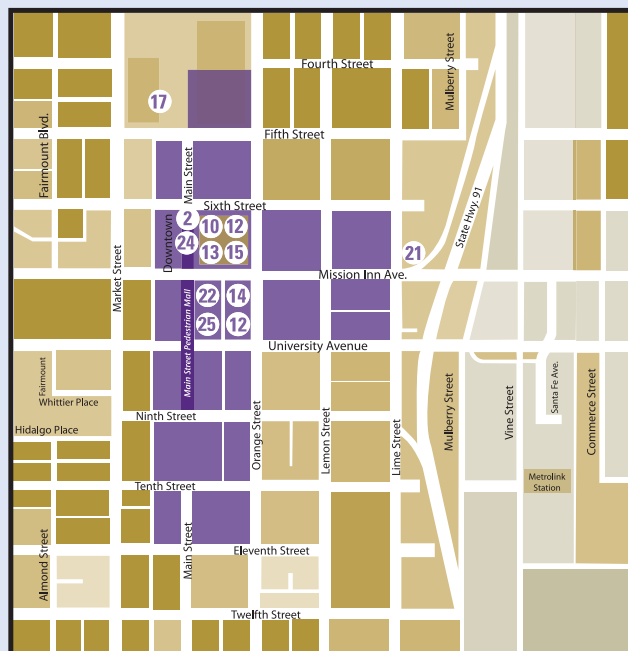 Fourth Street
Mulberry Street
17
Fifth Street
Fairmount Blvd.
Main Street
Sixth Street
2
10
12
Downtown
24
13
15
21
State Hwy. 91
Mission Inn Ave.
Market Street
22
14
Main Street Pedestrian Mall
25
12
University Avenue
Fairmount
Whittier Place
Ninth Street
Hidalgo Place
Orange Street
Lemon Street
Lime Street
Mulberry Street
Vine Street
Santa Fe Ave.
Commerce Street
Metrolink
Station
Tenth Street
Almond Street
Main Street
Eleventh Street
Twelfth Street